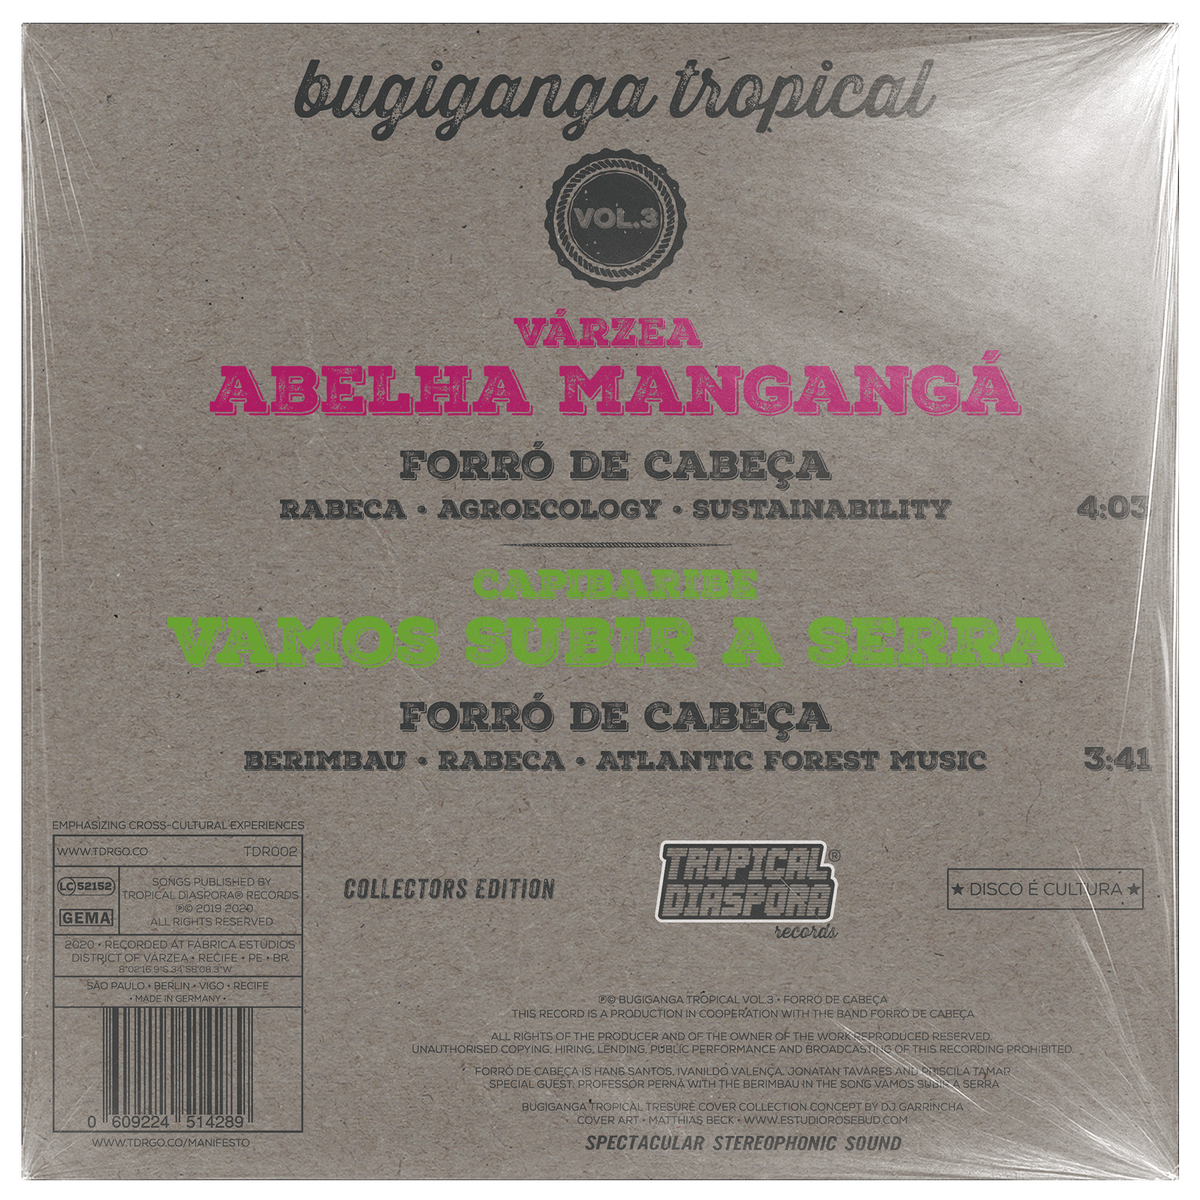 bugiganga tropical
VOL.3
VÁRZEA
ABELHA MANGANGÁ
FORRÓ DE CABEÇA
RABECA • AGROECOLOGY • SUSTAINABILITY 4:03
CAPIBARIBE
VAMOS SUBIR A SERRA
FORRÓ DE CABEÇA
BERIMBAU • RABECA • ATLANTIC FOREST MUSIC 3:41
EMPHASIZING CROSS-CULTURAL EXPERIENCES
WWW.TDRGO.CO TDR002
LC 52152
GEMA
SONGS PUBLISHED BY
TROPICAL DIASPORA® RECORDS
℗© 2019 2020
ALL RIGHTS RESERVED
2020 • RECORDED AT FÁBRICA ESTÚDIOS
DISTRICT OF VÁRZEA • RECIFE • PE • BR
8°02'16.9"S 34°58'08.3"W
SÃO PAULO • BERLIN • VIGO • RECIFE
• MADE IN GERMANY •
0 609224 514289
WWW.TDRGO.CO/MANIFESTO
COLLECTORS EDITION
TROPICAL ®
DIASPORA
records
★ DISCO É CULTURA ★
℗© BUGIGANGA TROPICAL VOL.3 • FORRÓ DE CABEÇA
THIS RECORD IS A PRODUCTION IN COOPERATION WITH THE BAND FORRÓ DE CABEÇA
ALL RIGHTS OF THE PRODUCER AND OF THE OWNER OF THE WORK REPRODUCED RESERVED.
UNAUTHORISED COPYING, HIRING, LENDING, PUBLIC PERFORMANCE AND BROADCASTING OF THIS RECORDING PROHIBITED.
FORRÓ DE CABEÇA IS HANS SANTOS, IVANILDO VALENÇA, JONATAN TAVARES AND PRISCILA TAMAR
SPECIAL GUEST: PROFESSOR PERNA WITH THE BERIMBAU IN THE SONG VAMOS SUBIR A SERRA
BUGIGANGA TROPICAL TRESURE COVER COLLECTION CONCEPT BY DJ GARRINCHA
COVER ART • MATTHIAS BECK • WWW.ESTUDIOROSEBUD.COM
SPECTACULAR STEREOPHONIC SOUND